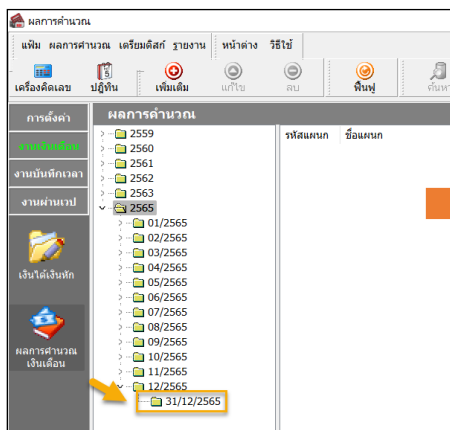 ผลการคำนวณ
แฟ้ม ผลการคำนวณ เตรียมดิสก์ รายงาน หน้าต่าง วิธีใช้
เครื่องคิดเลข ปฏิทิน เพิ่มเติม แก้ไข ลบ ฟื้นฟู ค้นหา
การตั้งค่า
งานเงินเดือน
งานบันทึกเวลา
งานผ่านเวป
เงินได้เงินหัก
ผลการคำนวณ
เงินเดือน
ผลการคำนวณ
2559
2560
2561
2562
2563
2565
01/2565
02/2565
03/2565
04/2565
05/2565
06/2565
07/2565
08/2565
09/2565
10/2565
11/2565
12/2565
31/12/2565
รหัสแผนก ชื่อแผนก